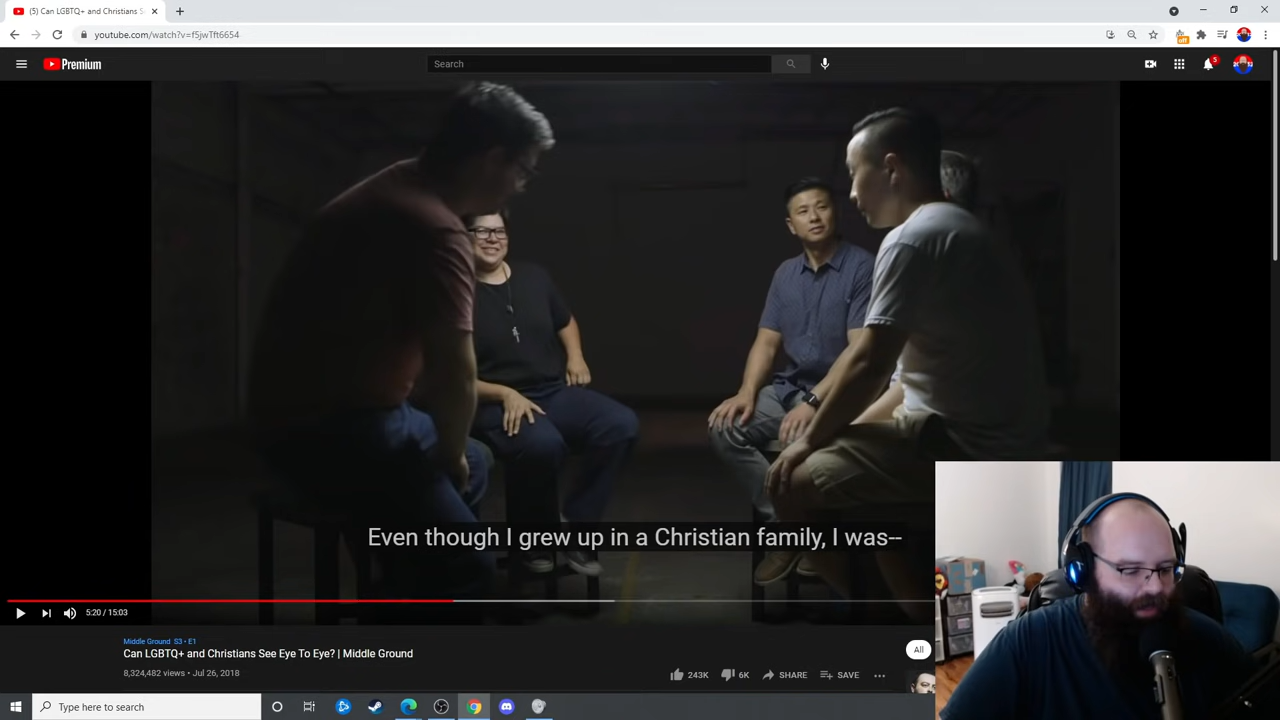 (5) Can LGBTQ+ and Christians S
youtube.com/watch?v=f5jwTft6654
off
Premium
Search
5
Even though I grew up in a Christian family, I was--
5:20 / 15:03
Middle Ground S3 • E1
Can LGBTQ+ and Christians See Eye To Eye? | Middle Ground
8,324,482 views • Jul 26, 2018
243K
6K
SHARE
SAVE
All
Type here to search